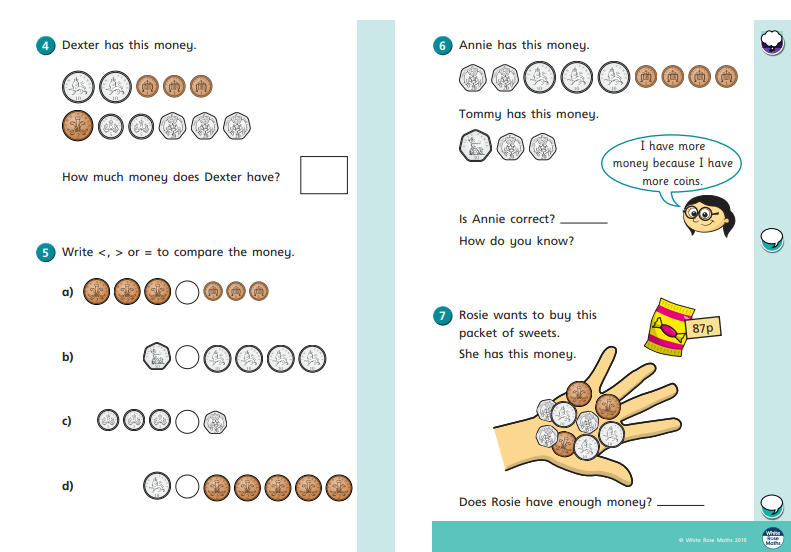 4 Dexter has this money.
How much money does Dexter have?
5 Write <, > or = to compare the money.
a)
b)
c)
d)
6 Annie has this money.
Tommy has this money.
I have more
money because I have
more coins.
Is Annie correct?
How do you know?
7 Rosie wants to buy this
packet of sweets.
She has this money.
87p
Does Rosie have enough money?
© White Rose Maths 2019
White
Rose
Maths